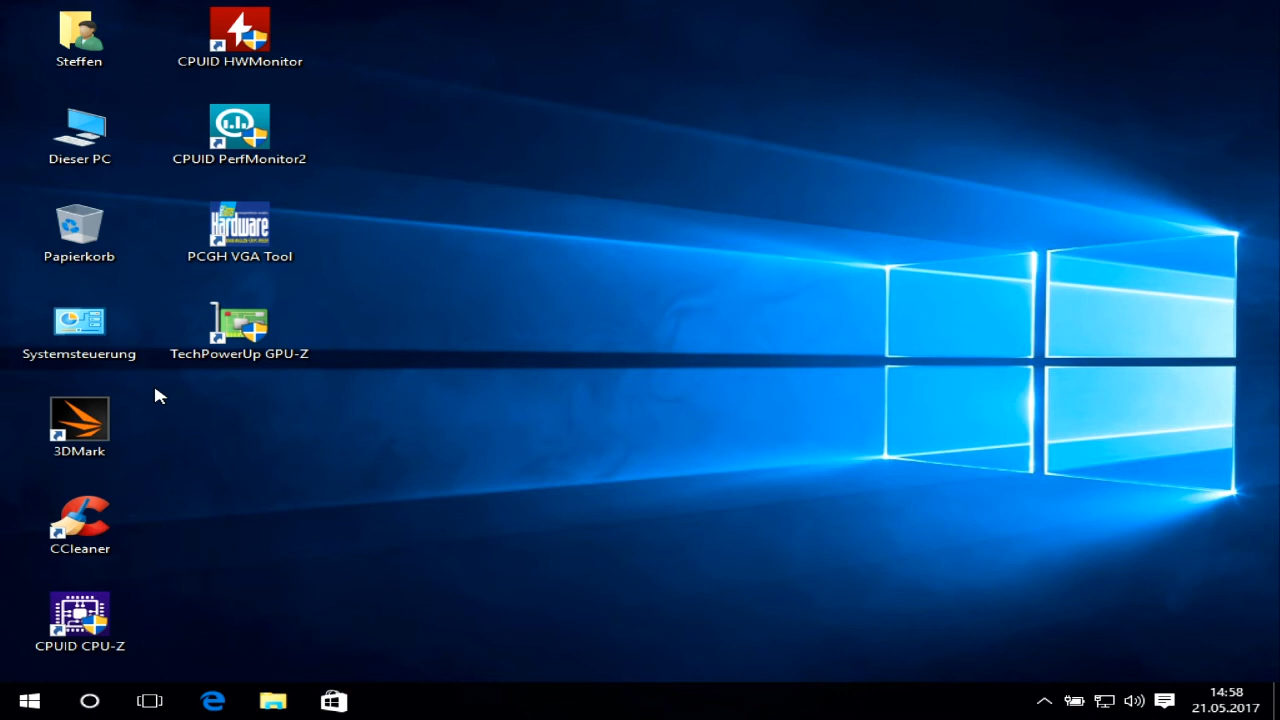 Steffen
CPUID HWMonitor
Dieser PC
CPUID PerfMonitor2
Hardware
Papierkorb
PCGH VGA Tool
Systemsteuerung
TechPowerUp GPU-Z
3DMark
CCleaner
CPUID CPU-Z
14:58
21.05.2017